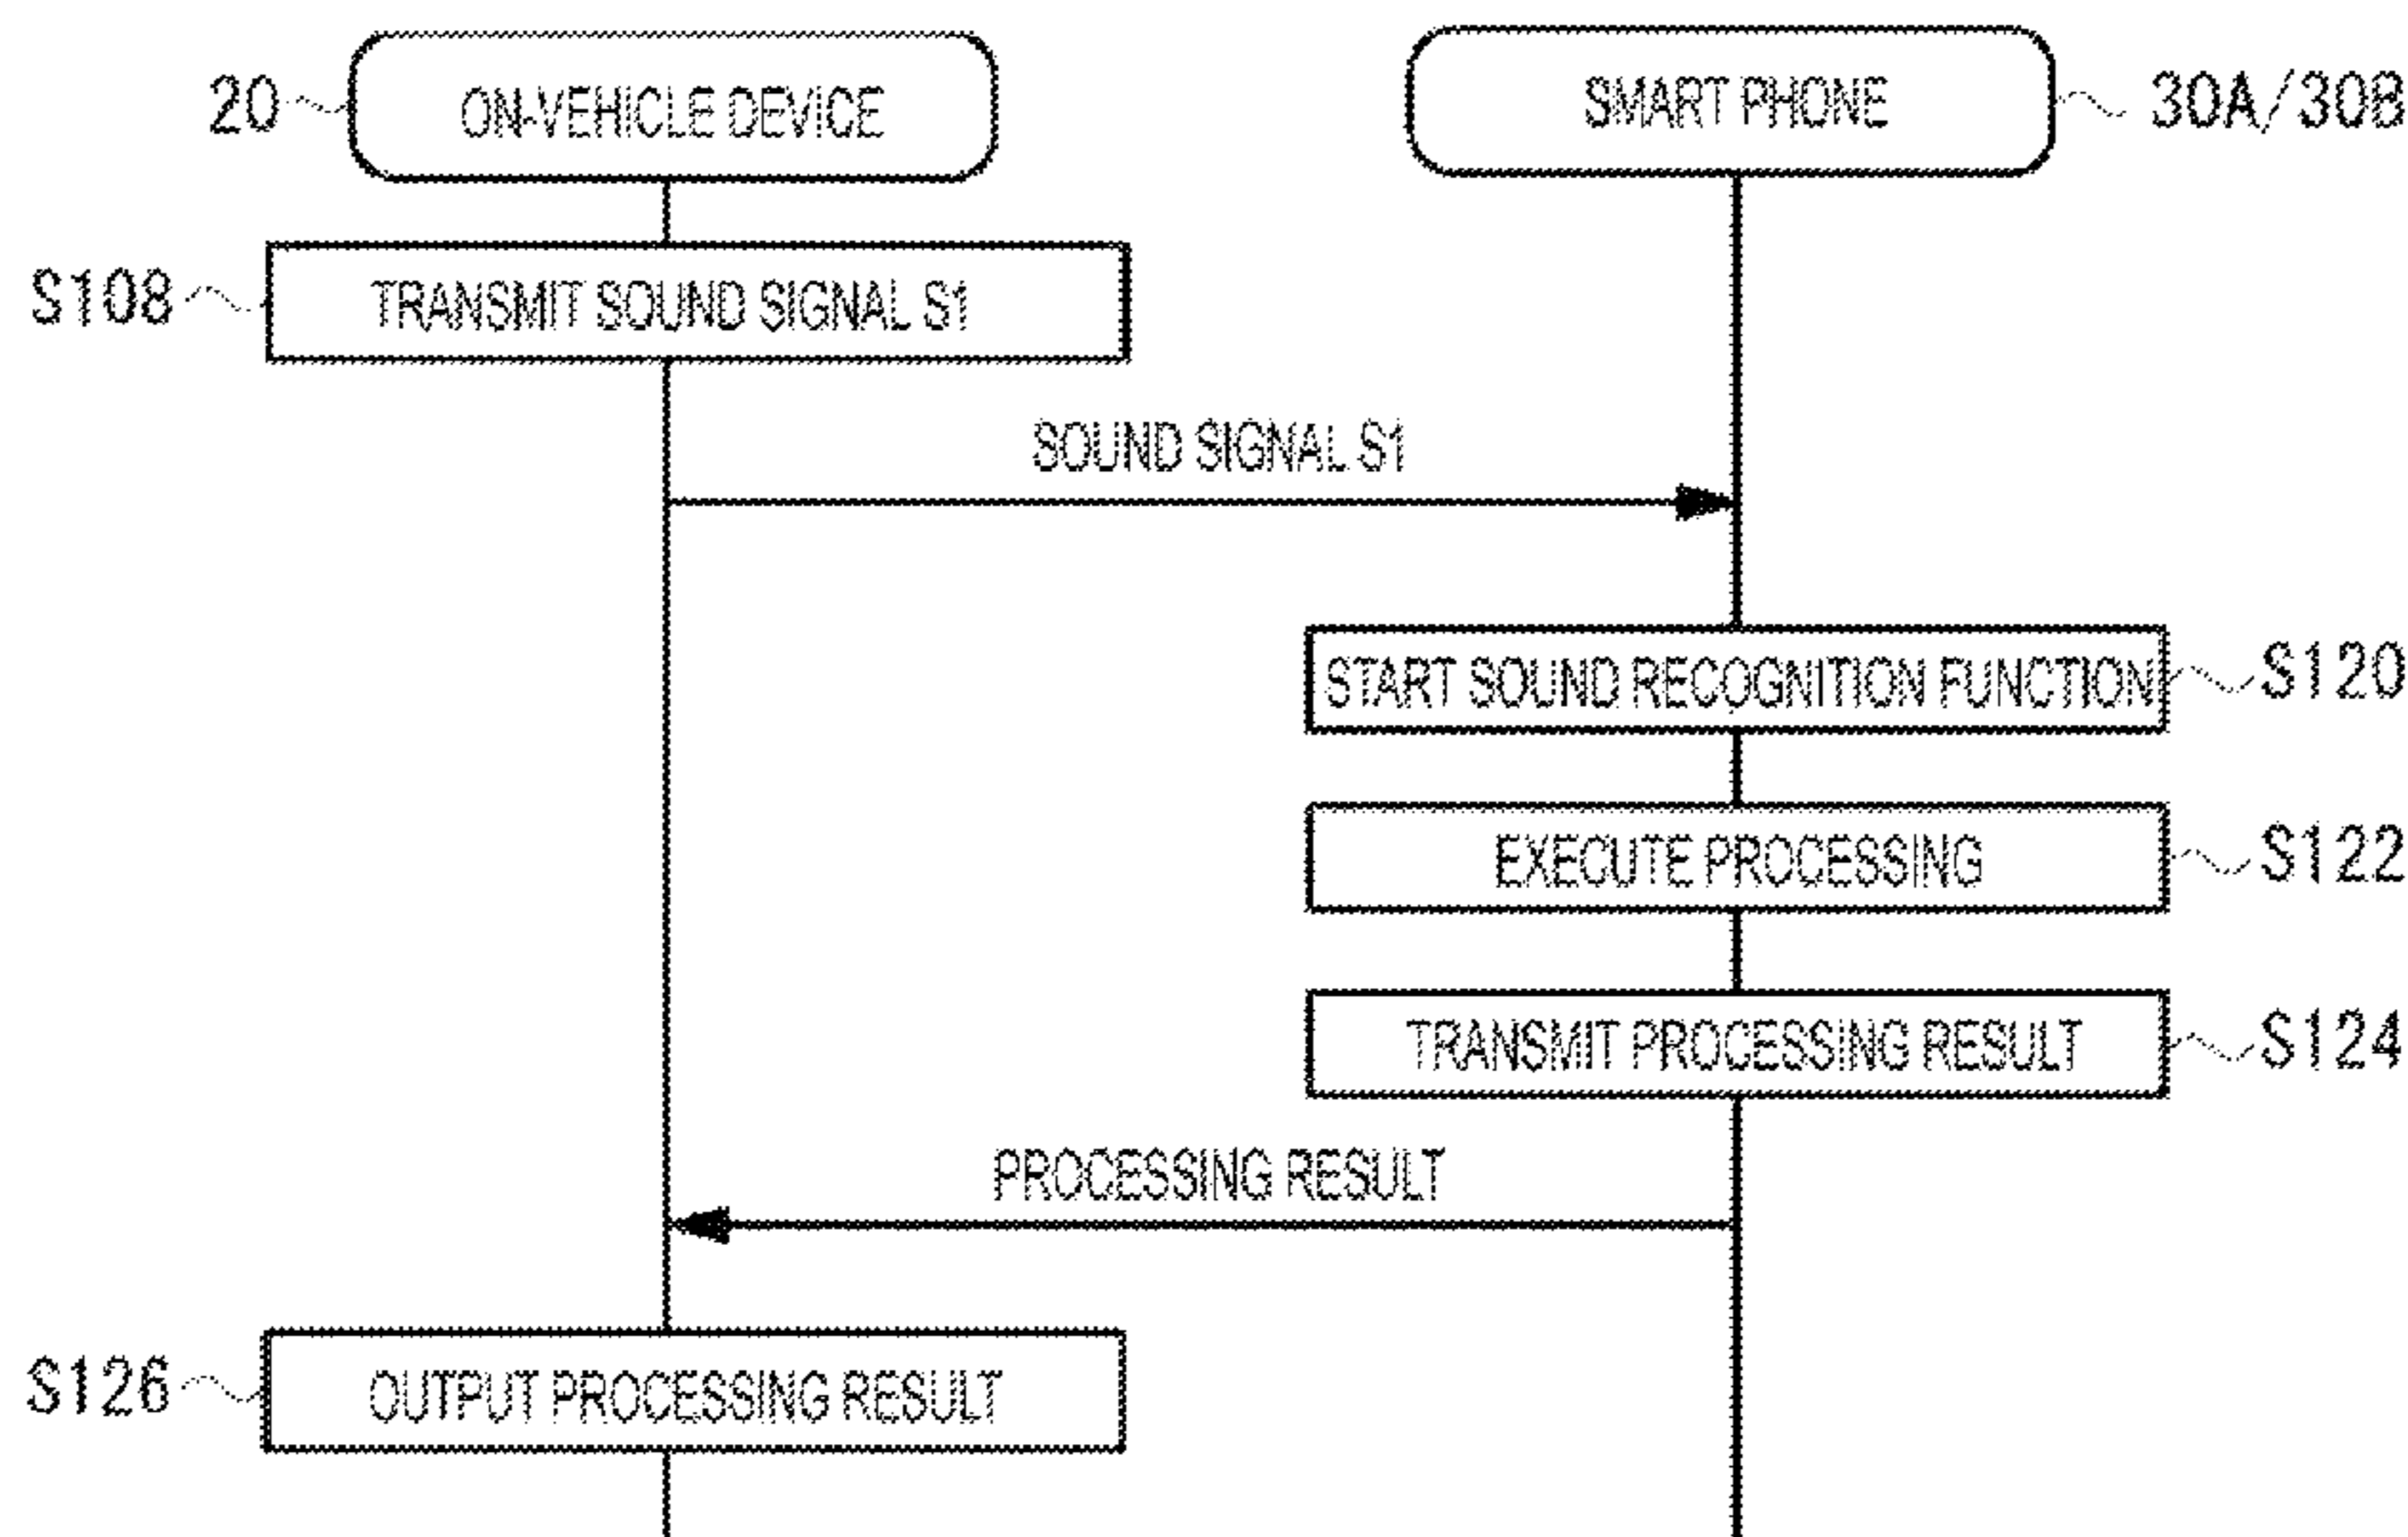 20 ON-VEHICLE DEVICE
SMART PHONE 30A/30B
S108 TRANSMIT SOUND SIGNAL S1
SOUND SIGNAL S1
START SOUND RECOGNITION FUNCTION S120
EXECUTE PROCESSING S122
TRANSMIT PROCESSING RESULT S124
PROCESSING RESULT
S126 OUTPUT PROCESSING RESULT